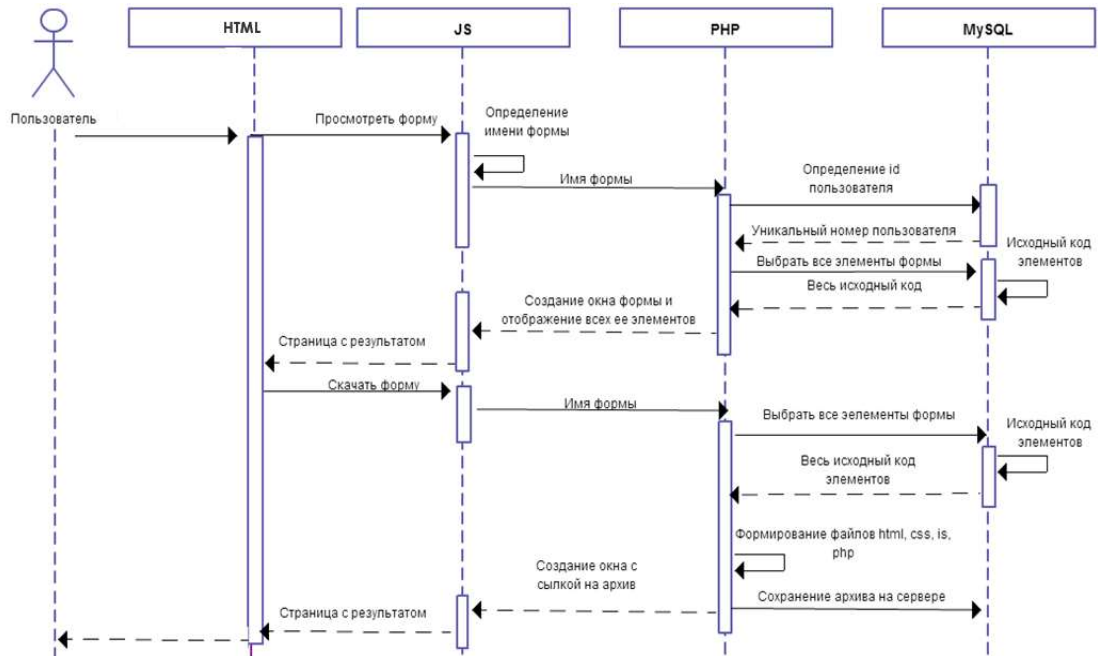 HTML
JS
PHP
MySQL
Пользователь
Просмотреть форму
Определение
имени формы
Имя формы
Определение id
пользователя
Уникальный номер пользователя
Исходный код
элементов
Выбрать все элементы формы
Весь исходный код
Создание окна формы и
отображение всех ее элементов
Страница с результатом
Скачать форму
Имя формы
Выбрать все эелементы формы
Исходный код
элементов
Весь исходный код
элементов
Формирование файлов html, css, is,
php
Создание окна с
сылкой на архив
Сохранение архива на сервере
Страница с результатом